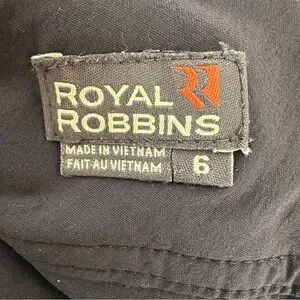 ROYAL
ROBBINS
MADE IN VIETNAM
FAIT AU VIETNAM
6